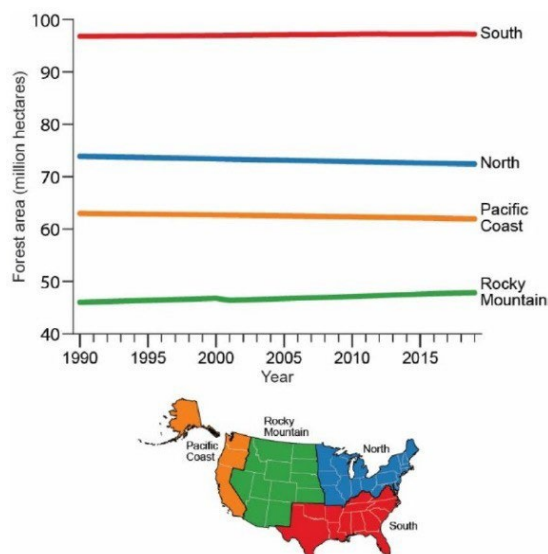 Forest area (million hectares)
100
90
80
70
60
50
40
South
North
Pacific
Coast
Rocky
Mountain
1990
1995
2000
2005
2010
2015
Year
Rocky
Mountain
Pacific
Coast
North
South